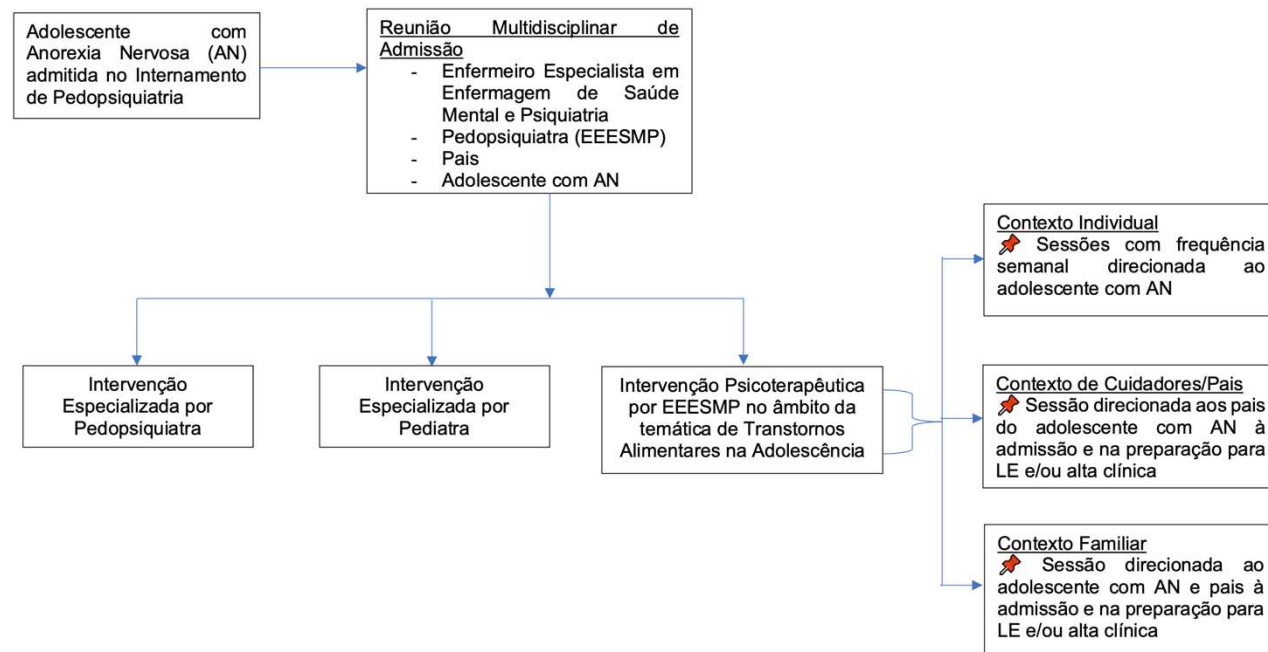 Adolescente com
Anorexia Nervosa (AN)
admitida no Internamento
de Pedopsiquiatria
Reunião Multidisciplinar de
Admissão
- Enfermeiro Especialista em
Enfermagem de Saúde
Mental e Psiquiatria
- Pedopsiquiatra (EEESMP)
- Pais
- Adolescente com AN
Intervenção
Especializada por
Pedopsiquiatra
Intervenção
Especializada por
Pediatra
Intervenção Psicoterapêutica
por EEESMP no âmbito da
temática de Transtornos
Alimentares na Adolescência
Contexto Individual
📌 Sessões com frequência
semanal direcionada ao
adolescente com AN
Contexto de Cuidadores/Pais
📌 Sessão direcionada aos pais
do adolescente com AN à
admissão e na preparação para
LE e/ou alta clínica
Contexto Familiar
📌 Sessão direcionada ao
adolescente com AN e pais à
admissão e na preparação para
LE e/ou alta clínica